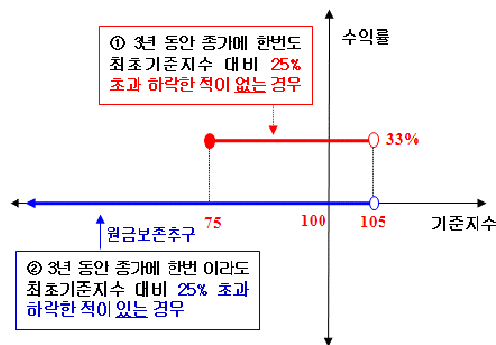 ① 3년 동안 종가에 한번도
최초기준지수 대비 25%
초과 하락한 적이 없는 경우
수익률
33%
75
100
105
기준지수
원금보존추구
② 3년 동안 종가에 한번 이라도
최초기준지수 대비 25% 초과
하락한 적이 있는 경우